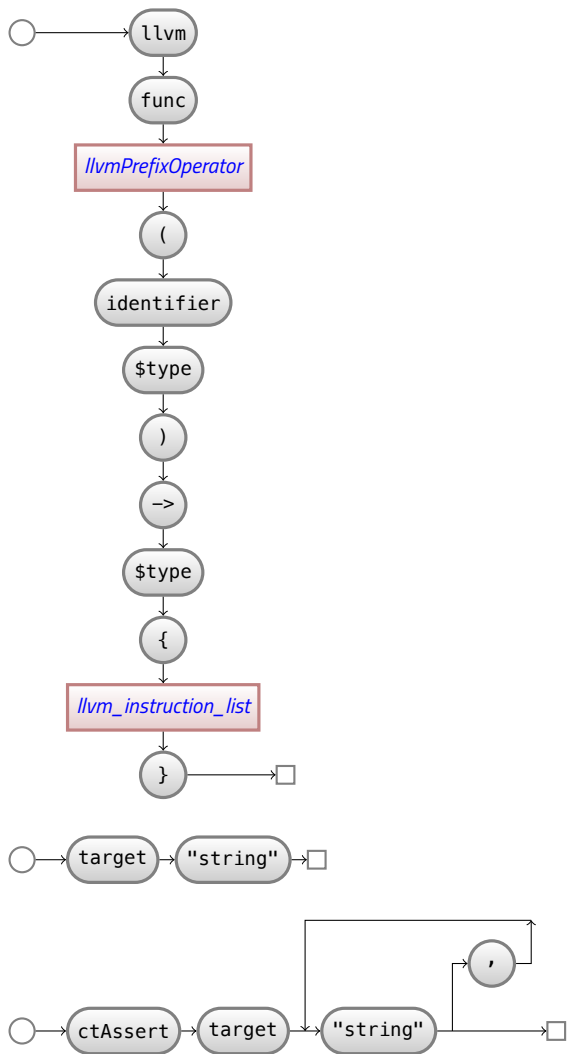 llvm
func
llvmPrefixOperator
(
identifier
$type
)
->
$type
{
llvm_instruction_list
}
target "string"
,
ctAssert target "string"